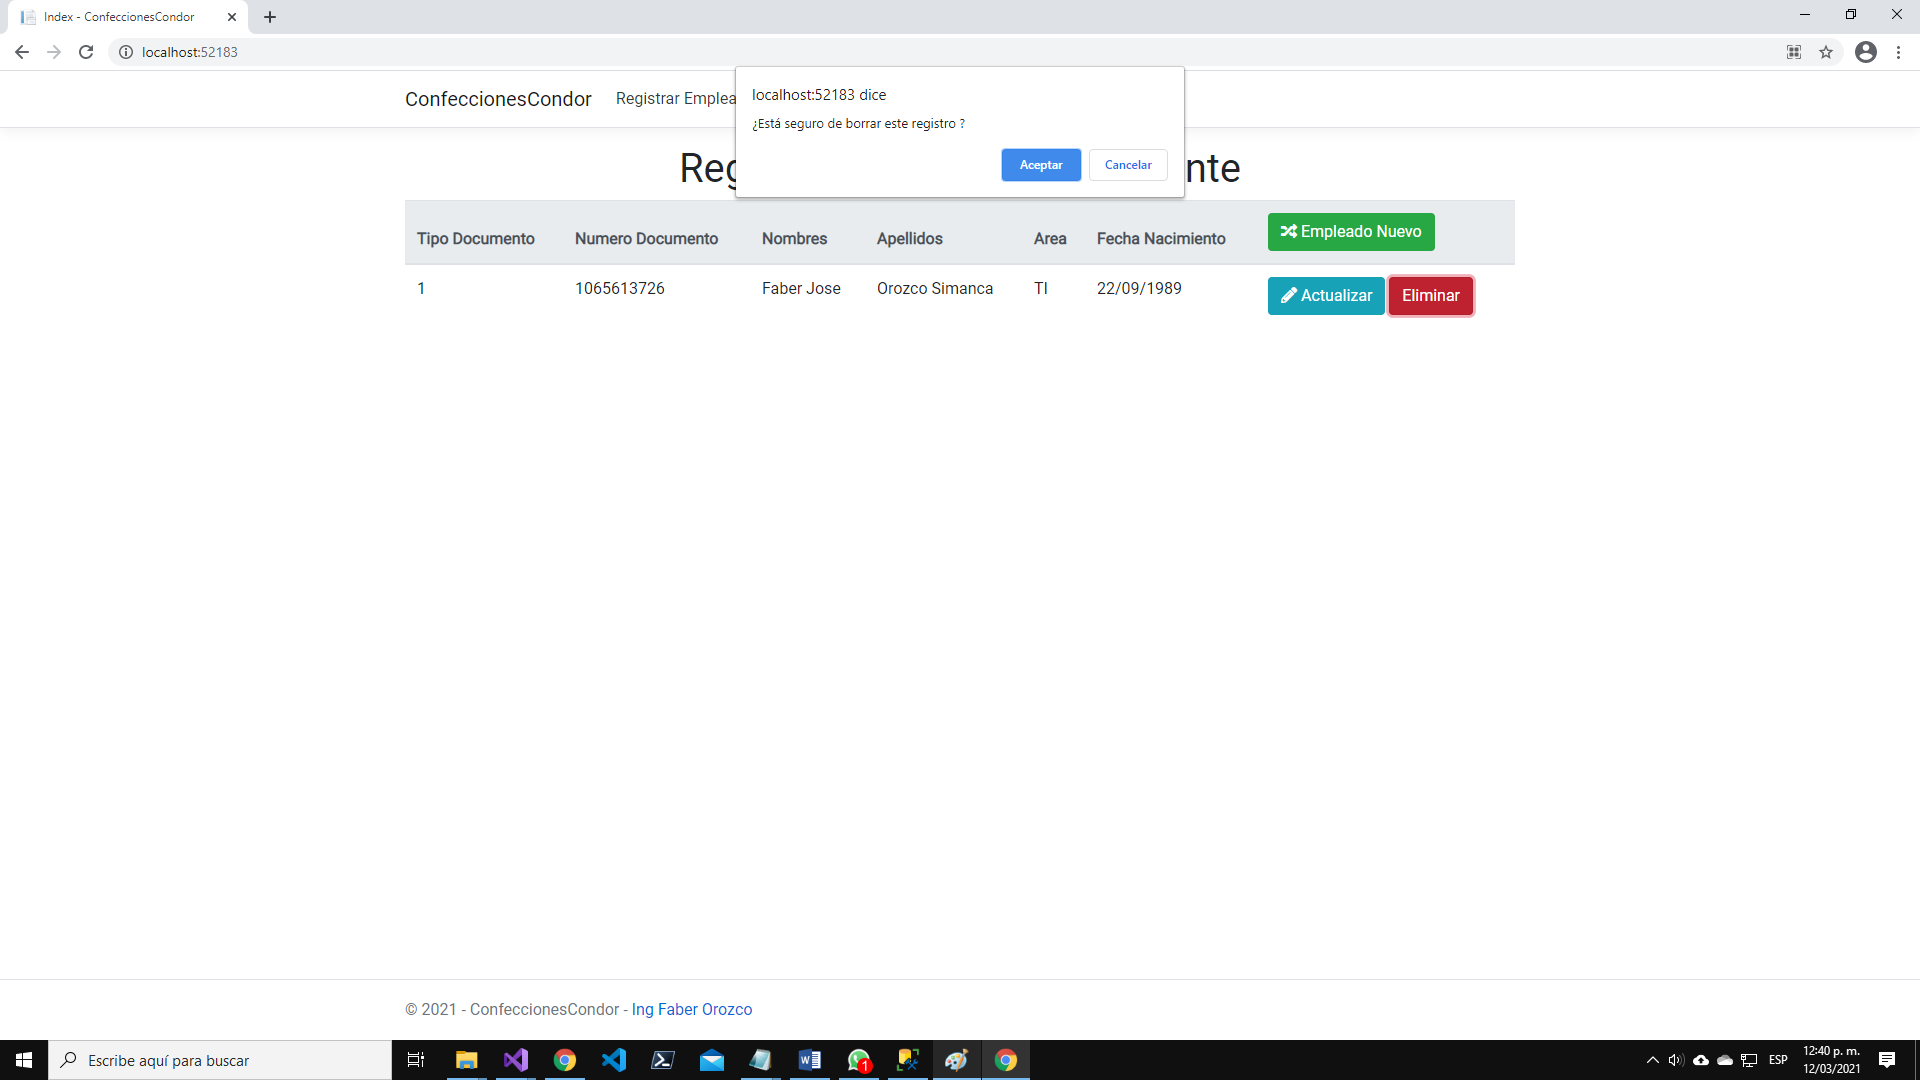 Index - ConfeccionesCondor
localhost:52183
ConfeccionesCondor
Registrar Emplea
localhost:52183 dice
¿Está seguro de borrar este registro ?
Aceptar
Cancelar
Reg
nte
Tipo Documento
Numero Documento
Nombres
Apellidos
Area
Fecha Nacimiento
Empleado Nuevo
1
1065613726
Faber Jose
Orozco Simanca
TI
22/09/1989
Actualizar
Eliminar
© 2021 - ConfeccionesCondor - Ing Faber Orozco
Escribe aquí para buscar
1
ESP
12:40 p. m.
12/03/2021